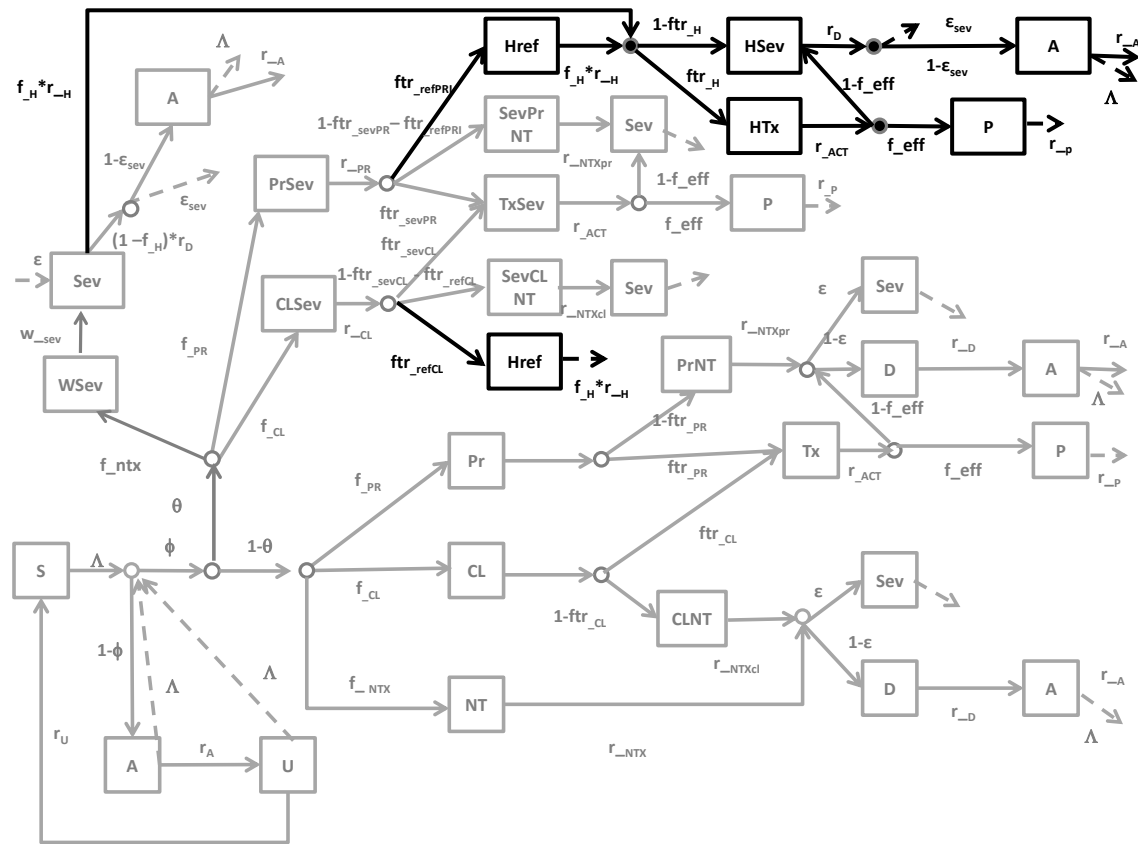 Href
1-ftr_H
HSev
r_D
ε_sev
A
r_A
Λ
f_H*r_H
ftr_refPRI
f_H*r_H
ftr_H
1-f_eff
1-ε_sev
Λ
r_A
A
1-ftr_sevPR – ftr_refPRI
SevPr NT
Sev
HTx
r_ACT
f_eff
P
r_p
1-ε_sev
ε_sev
PrSev
r_PR
r_NTXpr
1-f_eff
r_P
ftr_sevPR
TxSev
r_ACT
f_eff
P
(1 – f_H)*r_D
ε
Sev
ftr_sevCL
1-ftr_sevCL - ftr_refCL
CLSev
r_CL
SevCL NT
r_NTXcl
Sev
w_sev
f_PR
ftr_refCL
Href
f_H*r_H
WSev
f_CL
f_ntx
r_NTXpr
PrNT
ε
Sev
1-ε
D
r_D
A
r_A
Λ
1-ftr_PR
1-f_eff
Pr
f_PR
ftr_PR
Tx
r_ACT
f_eff
P
r_P
θ
S
Λ
ϕ
1-θ
f_CL
CL
ftr_CL
1-ftr_CL
CLNT
r_NTXcl
ε
Sev
1-ε
D
r_D
A
r_A
Λ
1-ϕ
Λ
Λ
f_NTX
NT
r_NTX
r_U
A
r_A
U